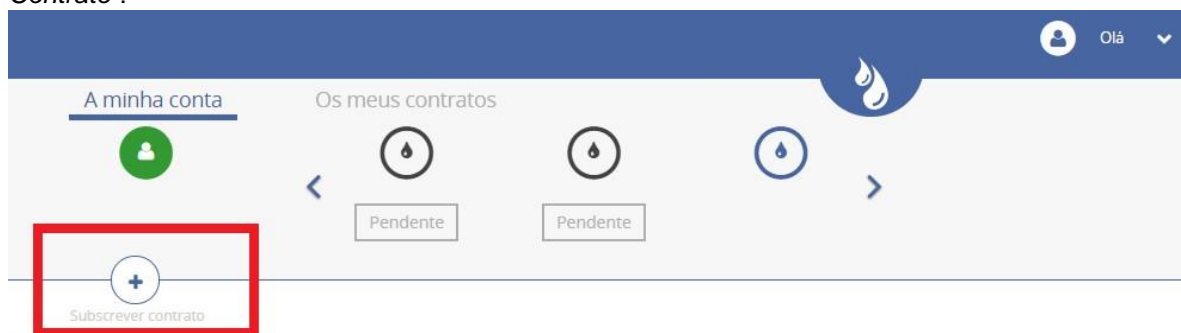 Contrato".
Olá
A minha conta
Os meus contratos
Pendente
Pendente
Subscrever contrato